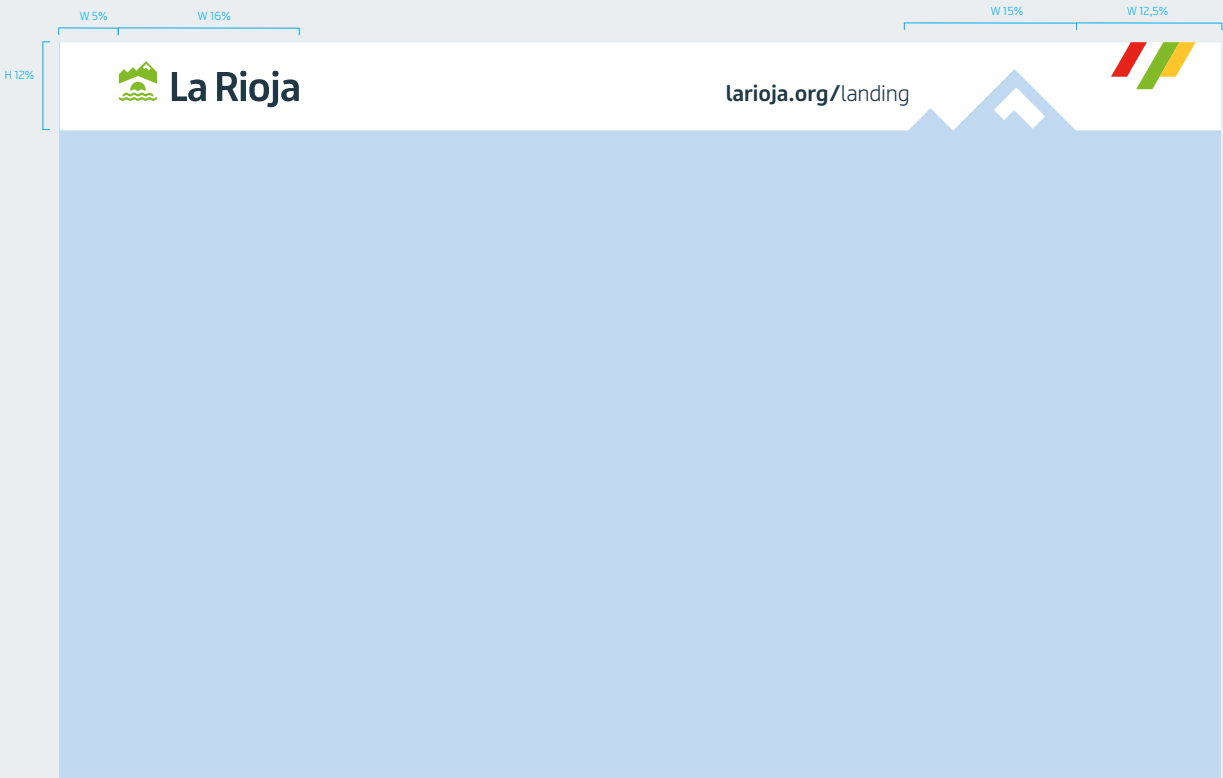 W 5%
W 16%
W 15%
W 12,5%
H 12%
La Rioja
larioja.org/landing